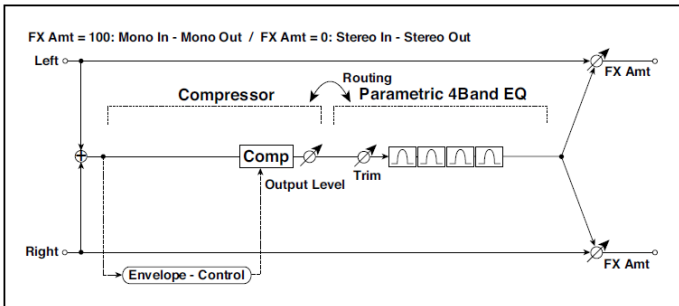 FX Amt = 100: Mono In - Mono Out / FX Amt = 0: Stereo In - Stereo Out
Left
FX Amt
Routing
Compressor
Parametric 4Band EQ
Comp
Output Level
Trim
Right
FX Amt
Envelope - Control